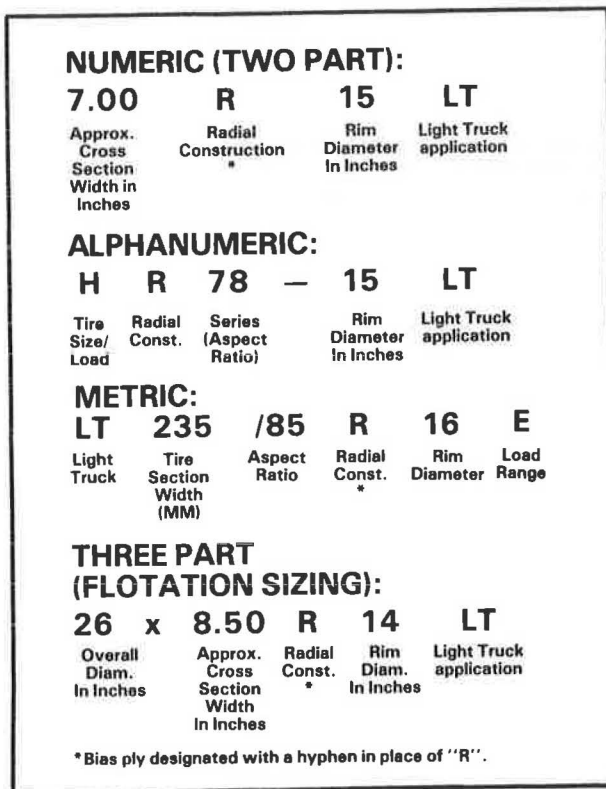 NUMERIC (TWO PART):
7.00 R 15 LT
Approx. Radial Rim Light Truck
Cross Construction Diameter application
Section * In Inches
Width in
Inches
ALPHANUMERIC:
H R 78 – 15 LT
Tire Radial Series Rim Light Truck
Size/ Const. (Aspect Diameter application
Load Ratio) In Inches
METRIC:
LT 235 /85 R 16 E
Light Tire Aspect Radial Rim Load
Truck Section Ratio Const. Diameter Range
Width *
(MM)
THREE PART
(FLOTATION SIZING):
26 x 8.50 R 14 LT
Overall Approx. Radial Rim Light Truck
Diam. Cross Const. Diam. application
In Inches Section * In Inches
Width
In Inches
*Bias ply designated with a hyphen in place of "R".